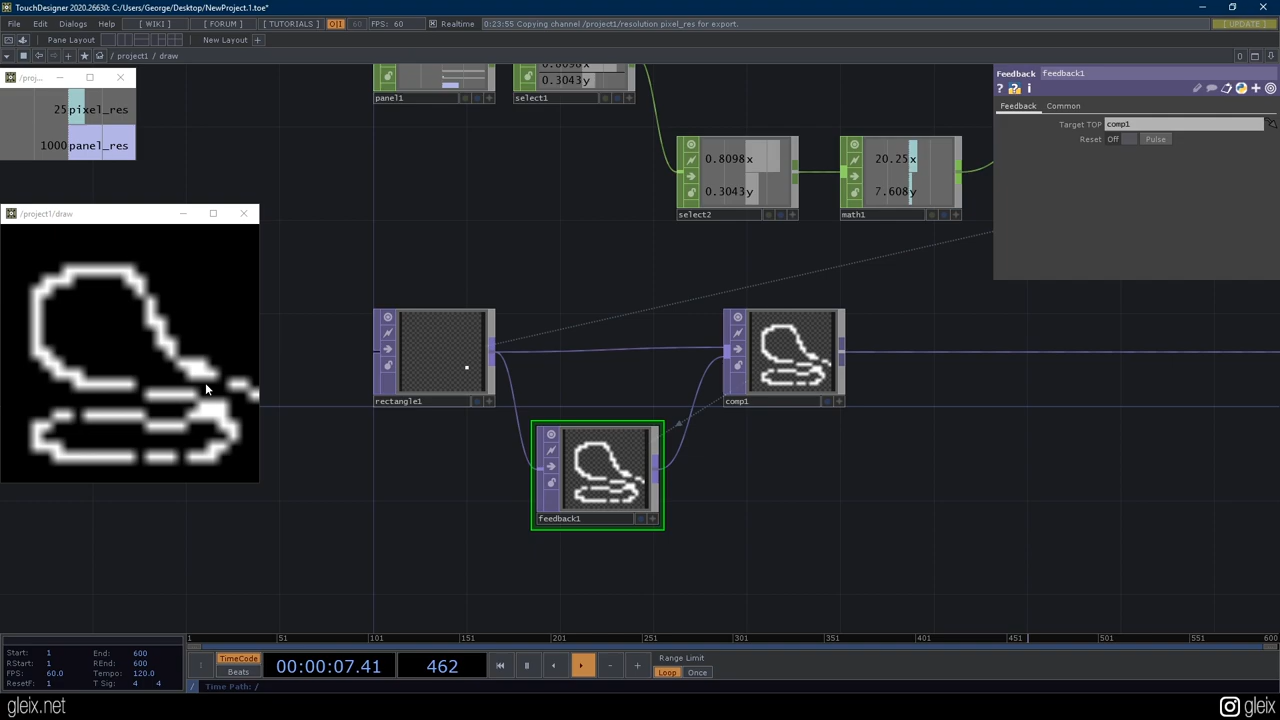 TouchDesigner 2020.26630: C:/Users/George/Desktop/NewProject.1.toe*
File Edit Dialogs Help [ WIKI ] [ FORUM ] [ TUTORIALS ] O|I 60 FPS: 60 Realtime 0:23:55 Copying channel /project1/resolution pixel_res for export. [ UPDATE ]
Pane Layout New Layout +
/ project1 / draw
/proj...
25 pixel_res
1000 panel_res
/project1/draw
0.3043 y
panel1
select1
0.8098 x
0.3043 y
select2
20.25 x
7.608 y
math1
Feedback feedback1
Feedback Common
Target TOP comp1
Reset Off Pulse
rectangle1
comp1
feedback1
1 51 101 151 201 251 301 351 401 451 501 551 600
Start: 1 End: 600
RStart: 1 REnd: 600
FPS: 60.0 Tempo: 120.0
ResetF: 1 T Sig: 4 4
TimeCode
Beats
00:00:07.41
462
Range Limit
Loop Once
/ Time Path: /
gleix.net
gleix